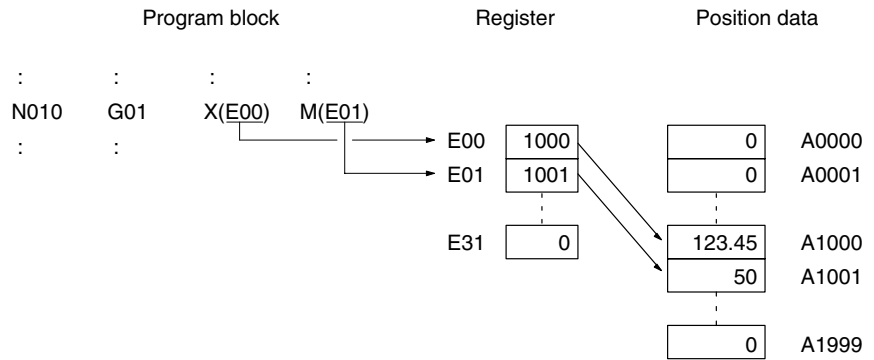 Program block Register Position data
: : : :
N010 G01 X(E00) M(E01)
: :
E00 1000 0 A0000
E01 1001 0 A0001
E31 0 123.45 A1000
50 A1001
0 A1999